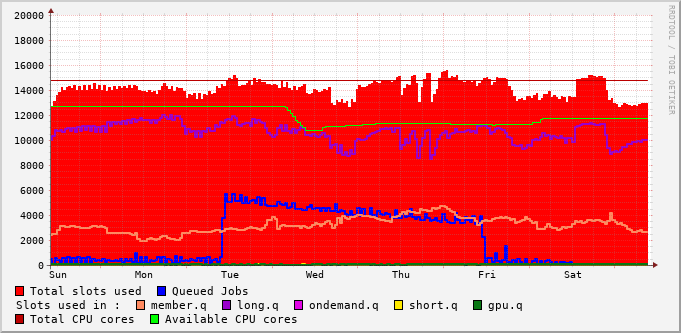 20000
18000
16000
14000
12000
10000
8000
6000
4000
2000
0
Sun Mon Tue Wed Thu Fri Sat
Total slots used Queued Jobs
Slots used in : member.q long.q ondemand.q short.q gpu.q
Total CPU cores Available CPU cores
RRDTOOL / TOBI OETIKER